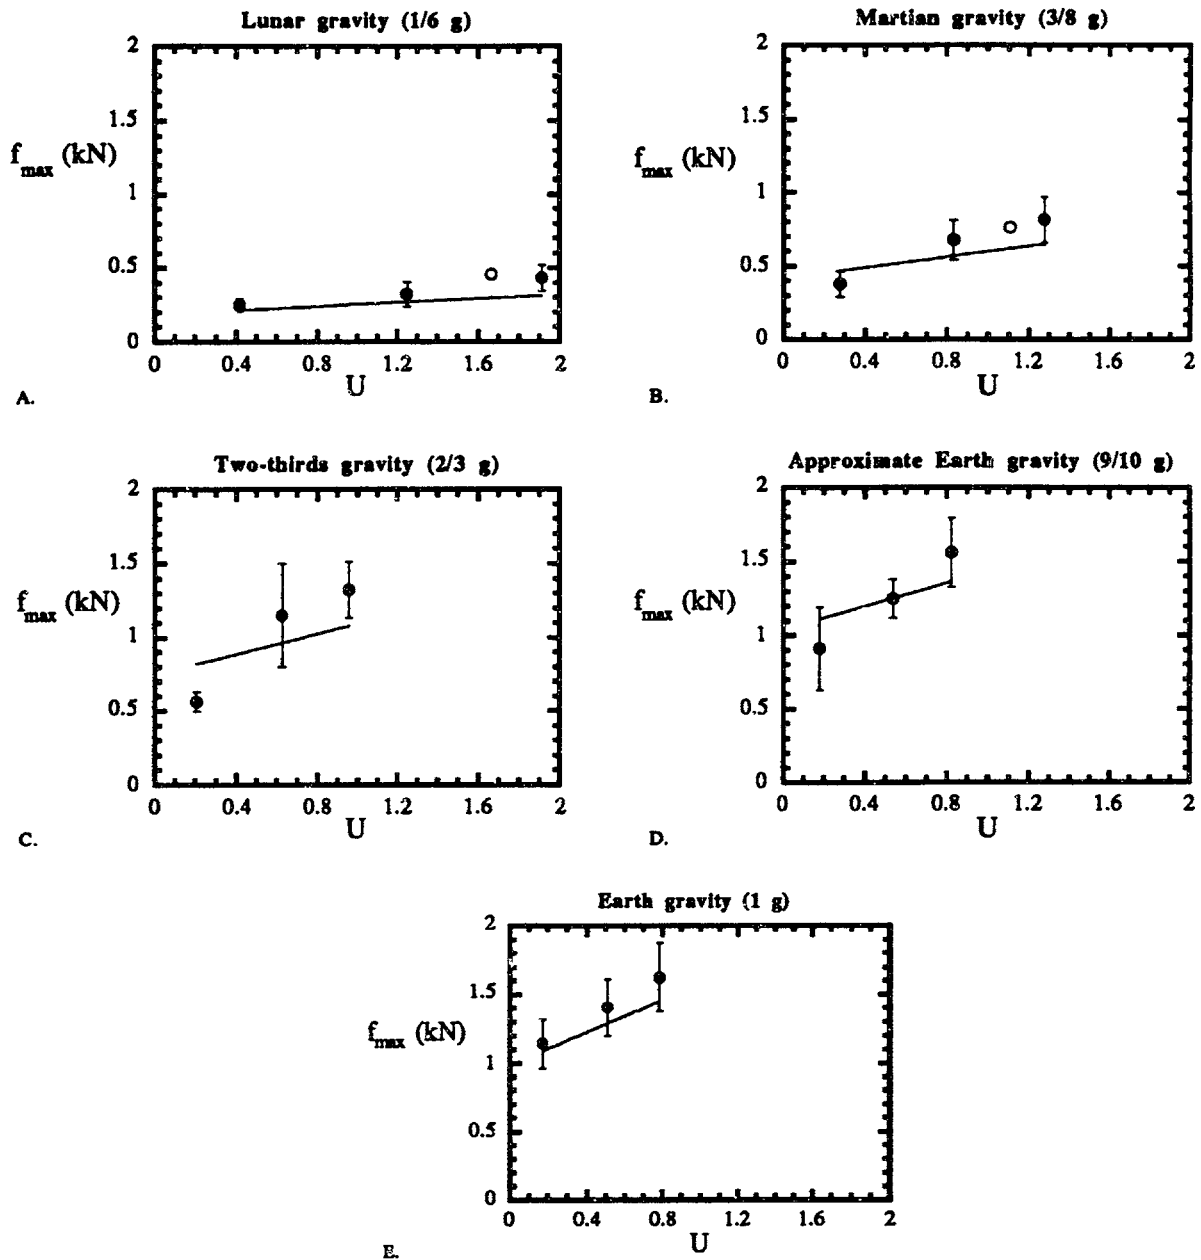 Lunar gravity (1/6 g)
2
1.5
f_max (kN)
1
0.5
0
0 0.4 0.8 1.2 1.6 2
U
A.
Martian gravity (3/8 g)
2
1.5
f_max (kN)
1
0.5
0
0 0.4 0.8 1.2 1.6 2
U
B.
Two-thirds gravity (2/3 g)
2
1.5
f_max (kN)
1
0.5
0
0 0.4 0.8 1.2 1.6 2
U
C.
Approximate Earth gravity (9/10 g)
2
1.5
f_max (kN)
1
0.5
0
0 0.4 0.8 1.2 1.6 2
U
D.
Earth gravity (1 g)
2
1.5
f_max (kN)
1
0.5
0
0 0.4 0.8 1.2 1.6 2
U
E.